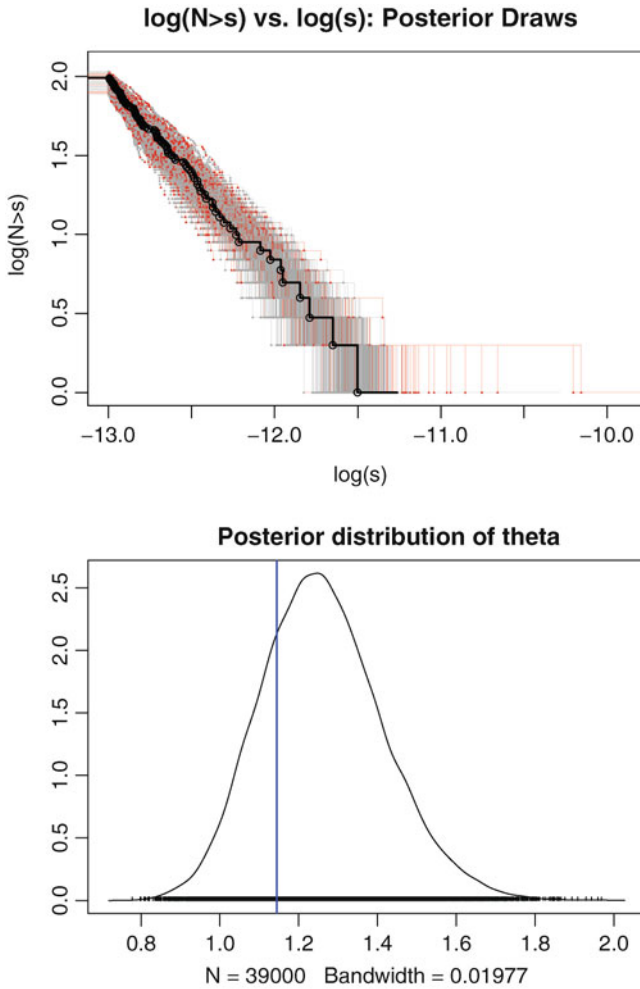 log(N>s) vs. log(s): Posterior Draws
log(N>s)
2.0
1.5
1.0
0.5
0.0
−13.0 −12.0 −11.0 −10.0
log(s)
Posterior distribution of theta
2.5
2.0
1.5
1.0
0.5
0.0
0.8 1.0 1.2 1.4 1.6 1.8 2.0
N = 39000 Bandwidth = 0.01977